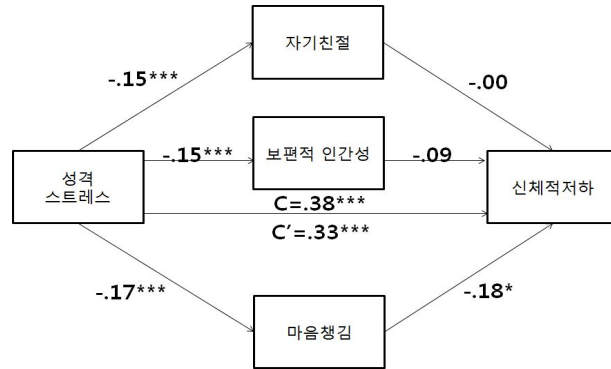 자기친절
-.15***
-.00
성격
스트레스
-.15***
보편적 인간성
-.09
신체적저하
C=.38***
C’=.33***
-.17***
-.18*
마음챙김